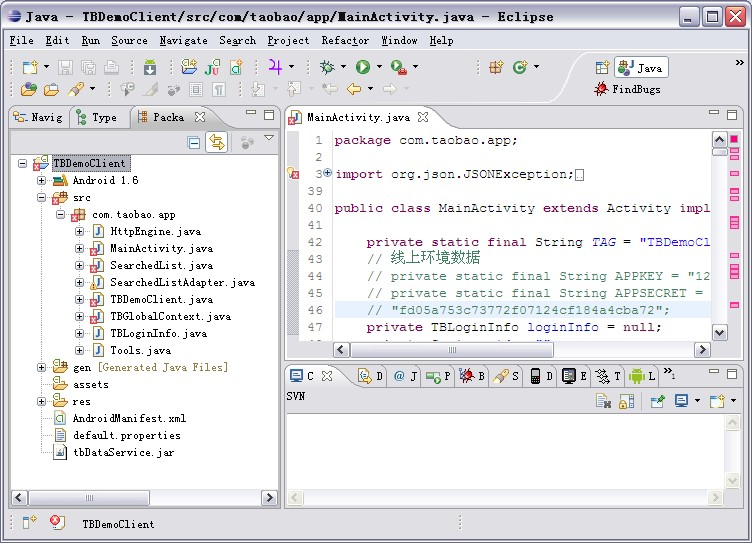 Java - TBDemoClient/src/com/taobao/app/MainActivity.java - Eclipse
File Edit Run Source Navigate Search Project Refactor Window Help
Java
FindBugs
Navig Type Packa
TBDemoClient
Android 1.6
src
com.taobao.app
HttpEngine.java
MainActivity.java
SearchedList.java
SearchedListAdapter.java
TBDemoClient.java
TBGlobalContext.java
TBLoginInfo.java
Tools.java
gen [Generated Java Files]
assets
res
AndroidManifest.xml
default.properties
tbDataService.jar
MainActivity.java
1 package com.taobao.app;
2
3 import org.json.JSONException;
39
40 public class MainActivity extends Activity impl
41
42 private static final String TAG = "TBDemoCl
43 // 线上环境数据
44 // private static final String APPKEY = "12
45 // private static final String APPSECRET =
46 // "fd05a753c73772f07124cf184a4cba72";
47 private TBLoginInfo loginInfo = null;
C D @ J P B S D E T L »1
SVN
TBDemoClient